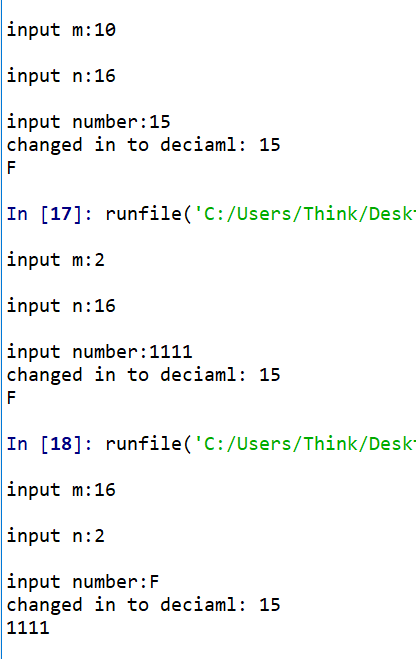 input m:10
input n:16
input number:15
changed in to deciaml: 15
F
In [17]: runfile('C:/Users/Think/Desk
input m:2
input n:16
input number:1111
changed in to deciaml: 15
F
In [18]: runfile('C:/Users/Think/Desk
input m:16
input n:2
input number:F
changed in to deciaml: 15
1111